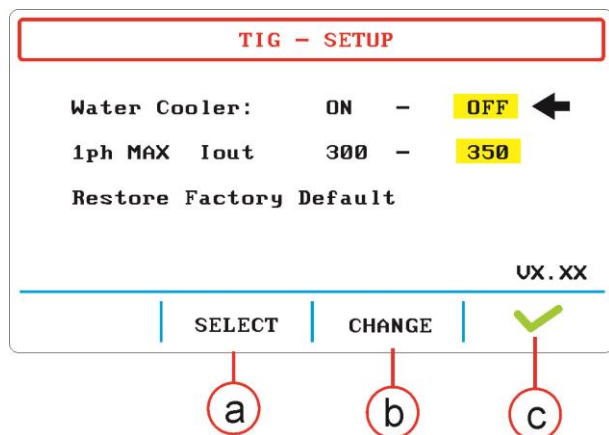 TIG - SETUP
Water Cooler: ON - OFF
1ph MAX Iout 300 - 350
Restore Factory Default
VX.XX
SELECT CHANGE
a b c